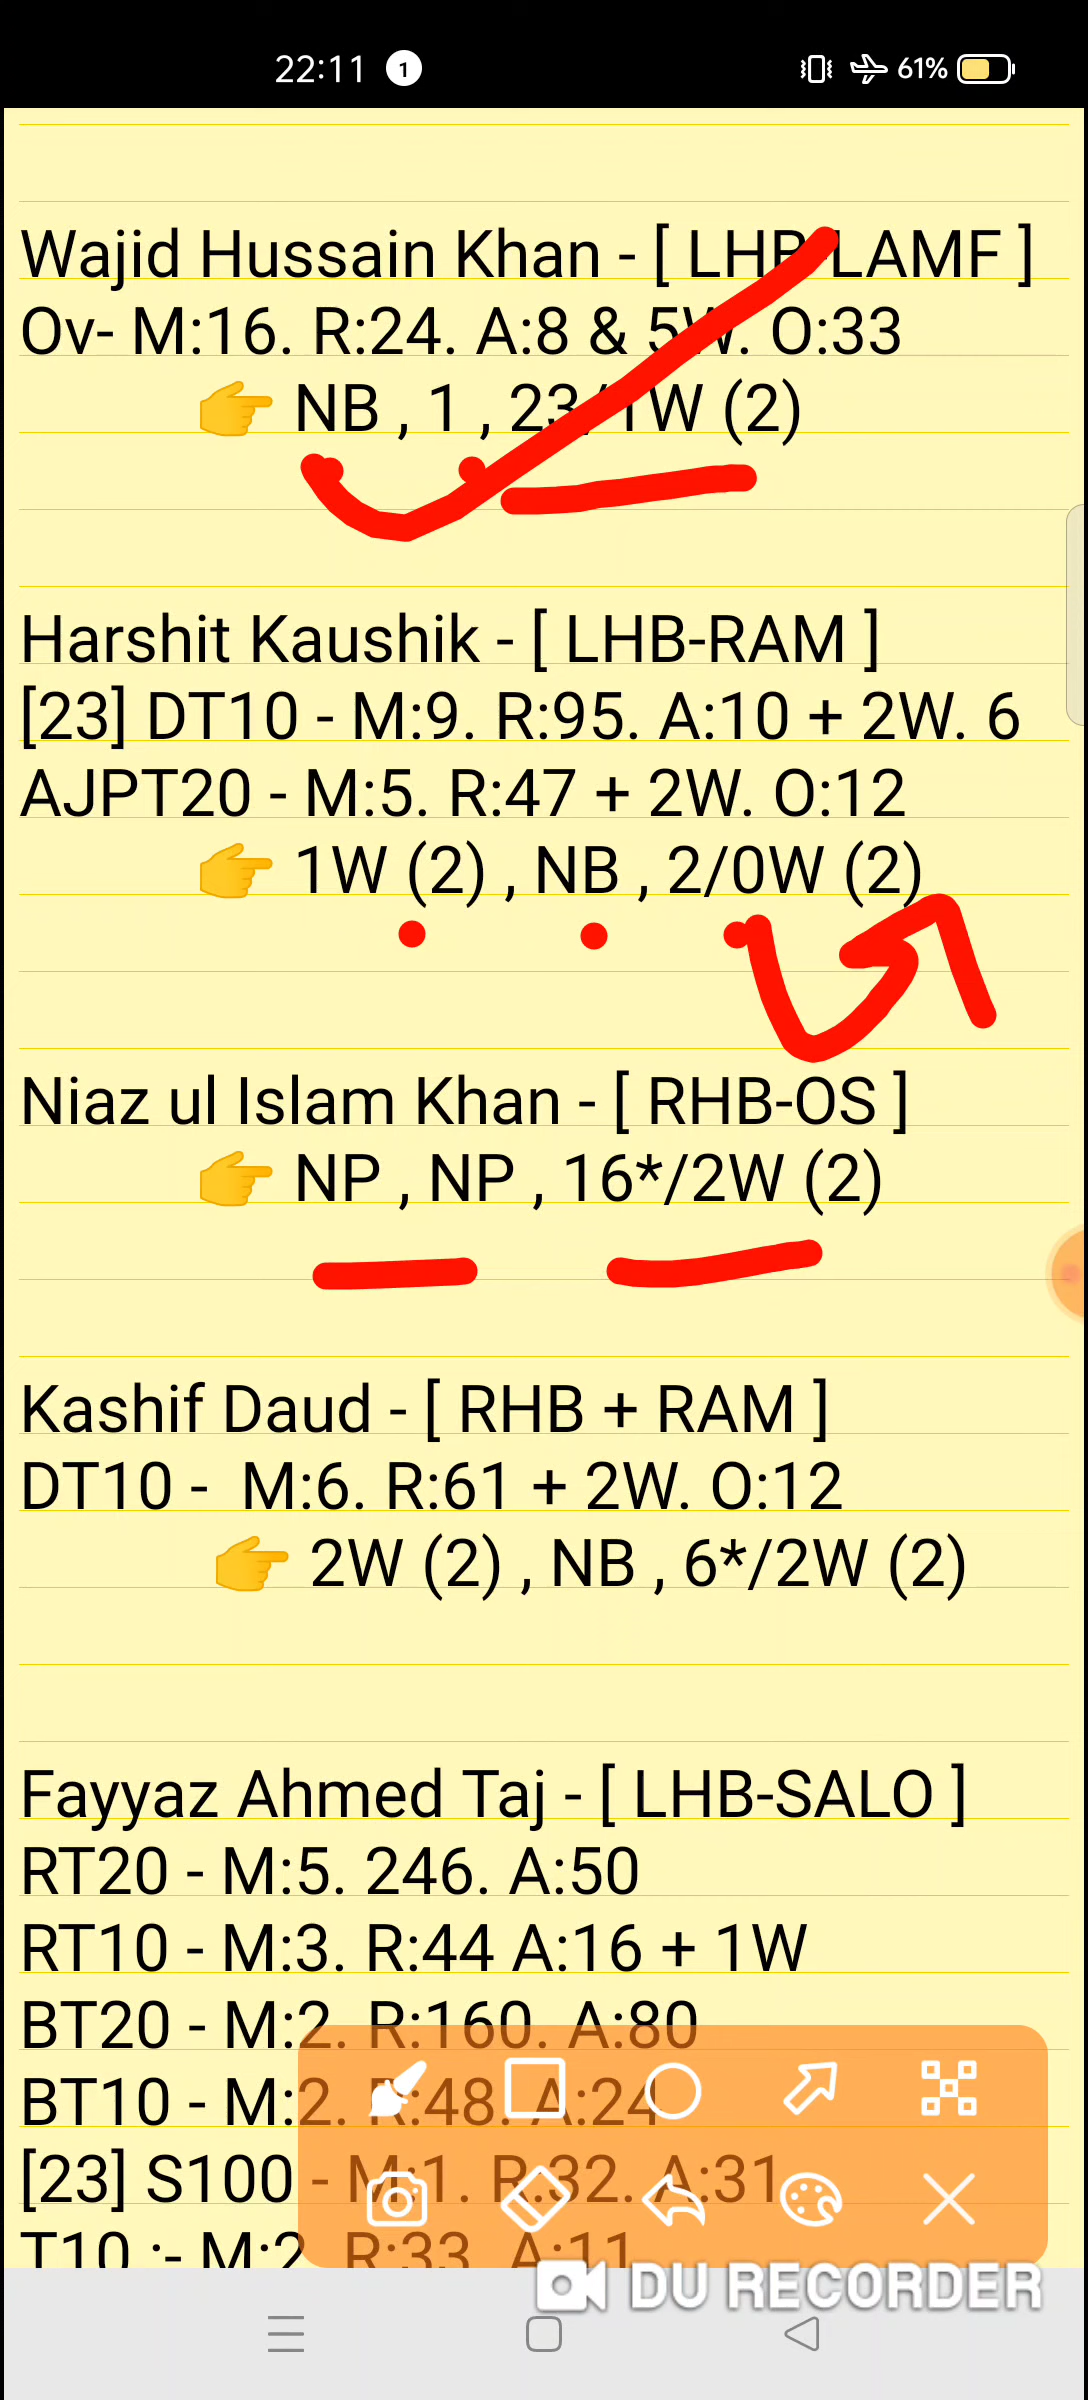 22:11 1 61%
Wajid Hussain Khan - [ LHB-LAMF ]
Ov- M:16. R:24. A:8 & 5W. O:33
👉 NB , 1 , 23/1W (2)
Harshit Kaushik - [ LHB-RAM ]
[23] DT10 - M:9. R:95. A:10 + 2W. 6
AJPT20 - M:5. R:47 + 2W. O:12
👉 1W (2) , NB , 2/0W (2)
Niaz ul Islam Khan - [ RHB-OS ]
👉 NP , NP , 16*/2W (2)
Kashif Daud - [ RHB + RAM ]
DT10 - M:6. R:61 + 2W. O:12
👉 2W (2) , NB , 6*/2W (2)
Fayyaz Ahmed Taj - [ LHB-SALO ]
RT20 - M:5. 246. A:50
RT10 - M:3. R:44 A:16 + 1W
BT20 - M:2. R:160. A:80
BT10 - M:2. R:48. A:24
[23] S100 - M:1. R:32. A:31
T10 :- M:2. R:33. A:11
DU RECORDER